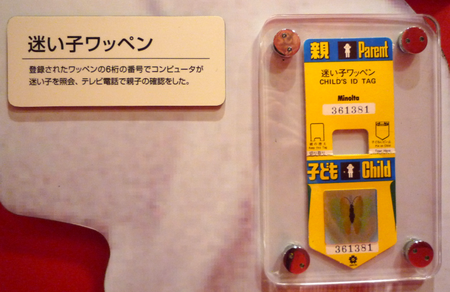 迷い子ワッペン
登録されたワッペンの6桁の番号でコンピュータが
迷い子を照会、テレビ電話で親子の確認をした。
親 Parent
迷い子ワッペン
CHILD'S ID TAG
Minolta
361381
子ども Child
361381